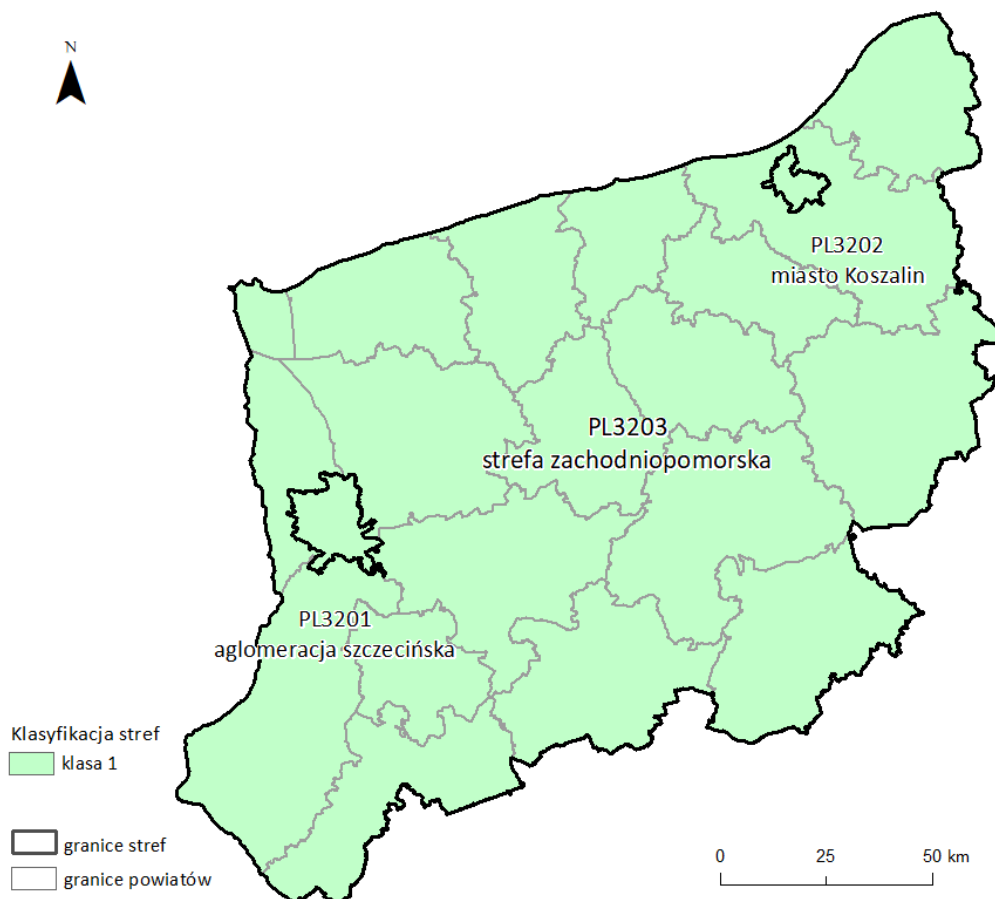 N
PL3202
miasto Koszalin
PL3203
strefa zachodniopomorska
PL3201
aglomeracja szczecińska
Klasyfikacja stref
klasa 1
granice stref
granice powiatów
0 25 50 km